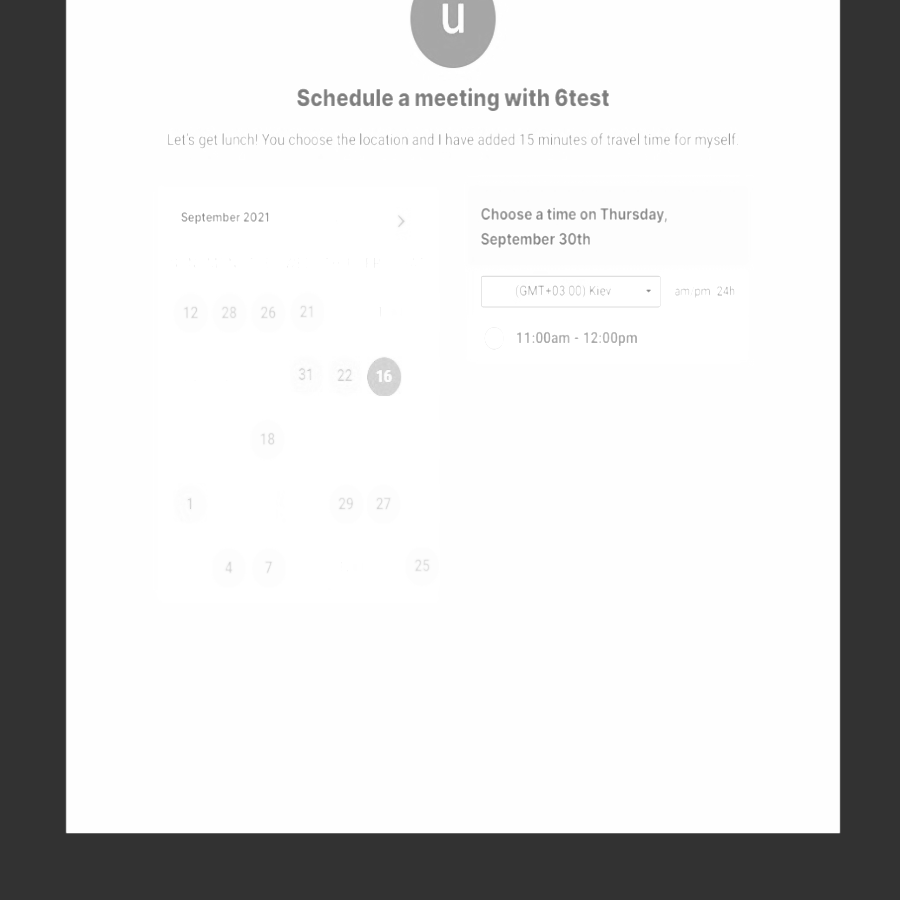 u
Schedule a meeting with 6test
Let's get lunch! You choose the location and I have added 15 minutes of travel time for myself.
September 2021
12 28 26 21
31 22 16
18
1 29 27
4 7 25
Choose a time on Thursday,
September 30th
(GMT+03:00) Kiev am pm 24h
11:00am - 12:00pm